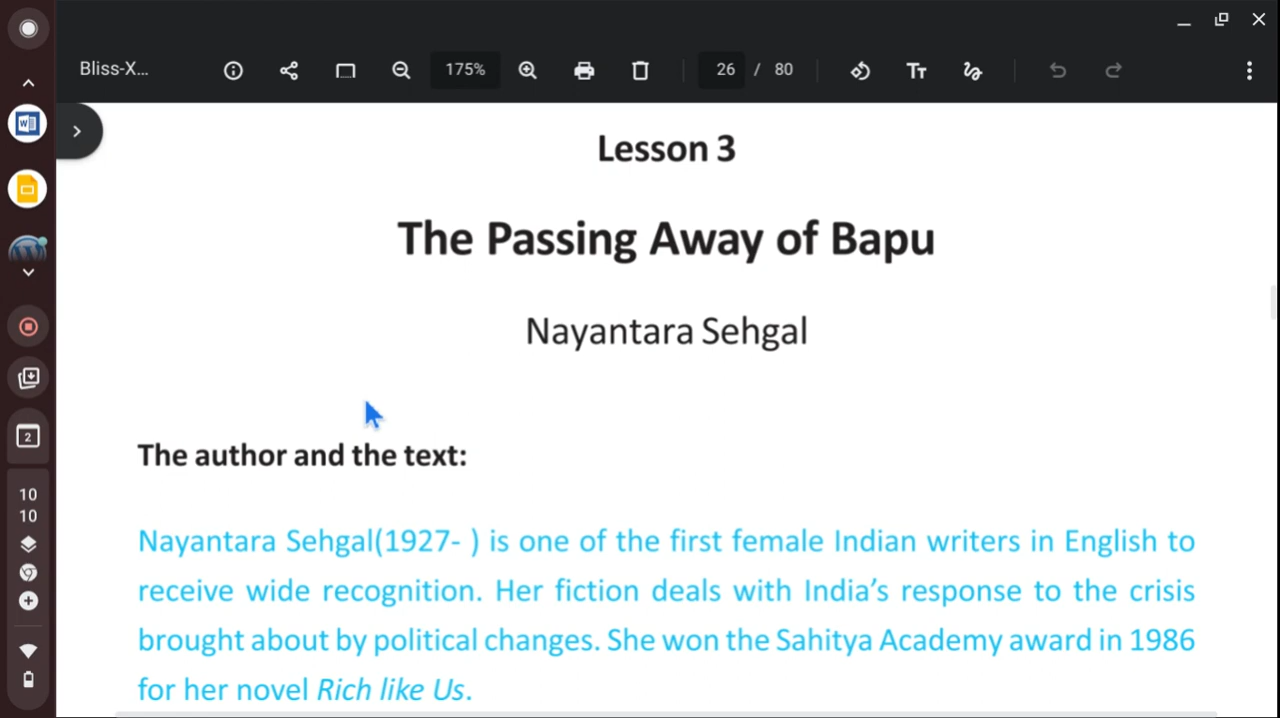 Bliss-X...
175%
26 / 80
Lesson 3
The Passing Away of Bapu
Nayantara Sehgal
The author and the text:
Nayantara Sehgal(1927- ) is one of the first female Indian writers in English to
receive wide recognition. Her fiction deals with India's response to the crisis
brought about by political changes. She won the Sahitya Academy award in 1986
for her novel Rich like Us.
2
10
10